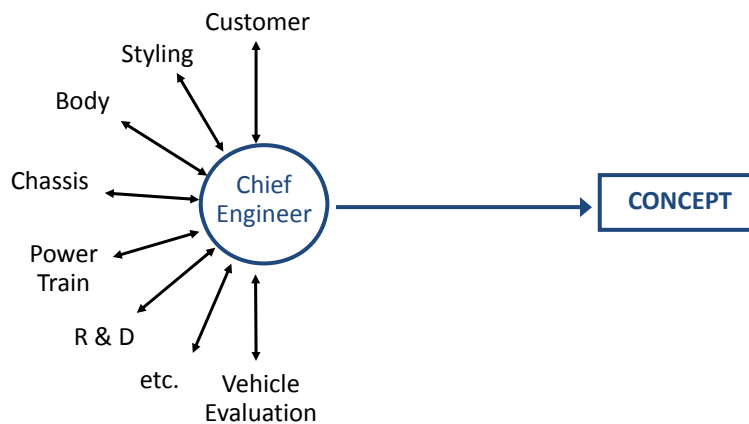 Customer
Styling
Body
Chassis
Power
Train
R & D
etc.
Vehicle
Evaluation
Chief
Engineer
CONCEPT